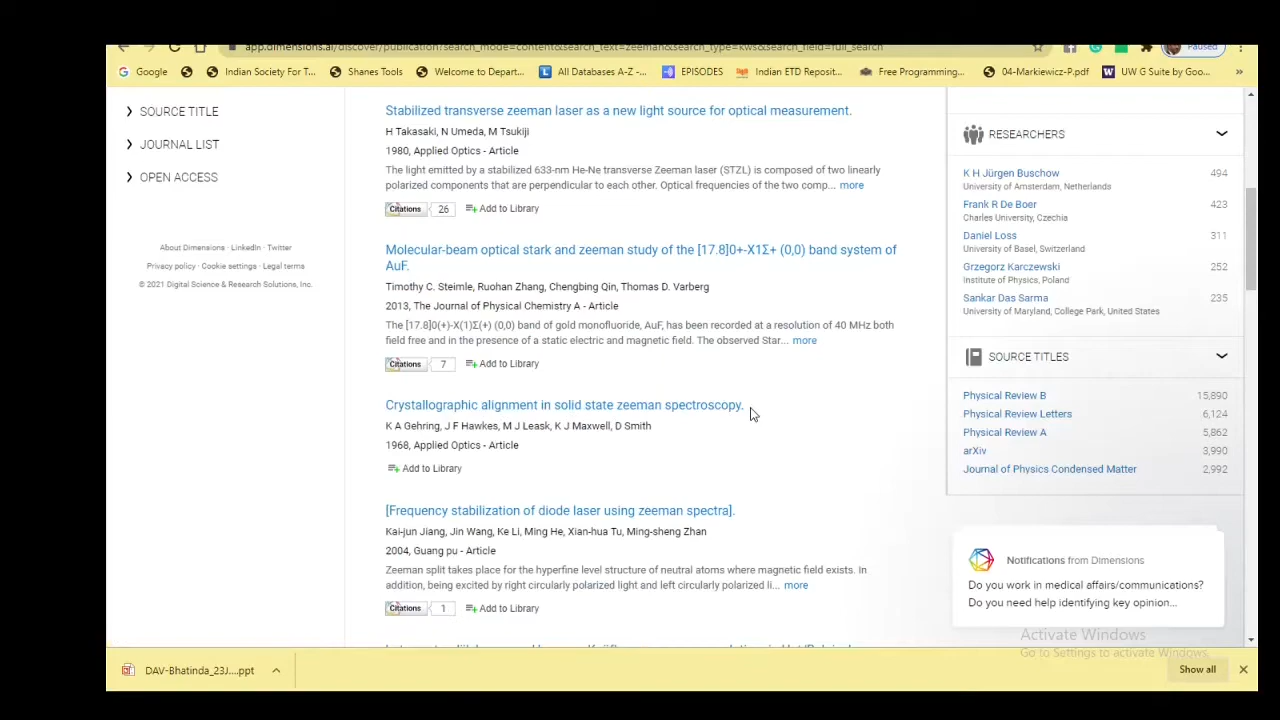 app.dimensions.ai/discover/publication?search_mode=content&search_text=zeeman&search_type=kws&search_field=full_search
Paused
Google
Indian Society For T...
Shanes Tools
Welcome to Depart...
All Databases A-Z -...
EPISODES
Indian ETD Reposit...
Free Programming...
04-Markiewicz-P.pdf
UW G Suite by Goo...
»
SOURCE TITLE
JOURNAL LIST
OPEN ACCESS
About Dimensions · LinkedIn · Twitter
Privacy policy · Cookie settings · Legal terms
© 2021 Digital Science & Research Solutions, Inc.
Stabilized transverse zeeman laser as a new light source for optical measurement.
H Takasaki, N Umeda, M Tsukiji
1980, Applied Optics - Article
The light emitted by a stabilized 633-nm He-Ne transverse Zeeman laser (STZL) is composed of two linearly
polarized components that are perpendicular to each other. Optical frequencies of the two comp... more
Citations 26 Add to Library
Molecular-beam optical stark and zeeman study of the [17.8]0+-X1Σ+ (0,0) band system of
AuF.
Timothy C. Steimle, Ruohan Zhang, Chengbing Qin, Thomas D. Varberg
2013, The Journal of Physical Chemistry A - Article
The [17.8]0(+)-X(1)Σ(+) (0,0) band of gold monofluoride, AuF, has been recorded at a resolution of 40 MHz both
field free and in the presence of a static electric and magnetic field. The observed Star... more
Citations 7 Add to Library
Crystallographic alignment in solid state zeeman spectroscopy.
K A Gehring, J F Hawkes, M J Leask, K J Maxwell, D Smith
1968, Applied Optics - Article
Add to Library
[Frequency stabilization of diode laser using zeeman spectra].
Kai-jun Jiang, Jin Wang, Ke Li, Ming He, Xian-hua Tu, Ming-sheng Zhan
2004, Guang pu - Article
Zeeman split takes place for the hyperfine level structure of neutral atoms where magnetic field exists. In
addition, being excited by right circularly polarized light and left circularly polarized li... more
Citations 1 Add to Library
RESEARCHERS
K H Jürgen Buschow 494
University of Amsterdam, Netherlands
Frank R De Boer 423
Charles University, Czechia
Daniel Loss 311
University of Basel, Switzerland
Grzegorz Karczewski 252
Institute of Physics, Poland
Sankar Das Sarma 235
University of Maryland, College Park, United States
SOURCE TITLES
Physical Review B 15,890
Physical Review Letters 6,124
Physical Review A 5,862
arXiv 3,990
Journal of Physics Condensed Matter 2,992
Notifications from Dimensions
Do you work in medical affairs/communications?
Do you need help identifying key opinion...
Activate Windows
Go to Settings to activate Windows.
DAV-Bhatinda_23J....ppt
Show all